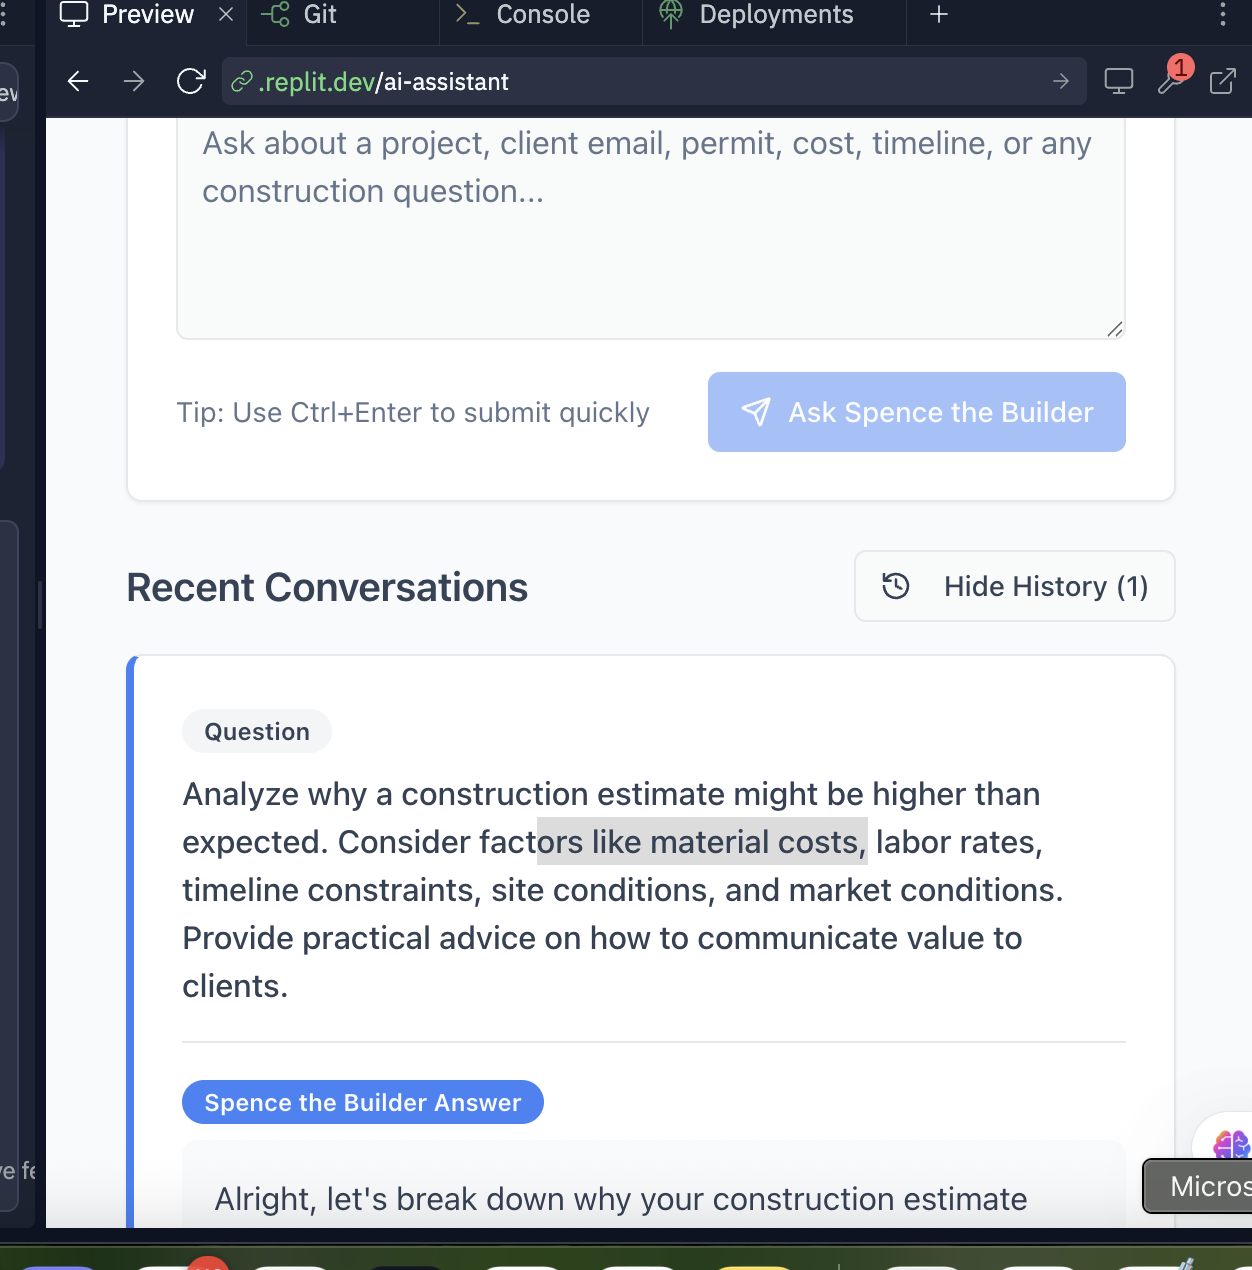 Preview
Git
Console
Deployments
ev
.replit.dev/ai-assistant
1
Ask about a project, client email, permit, cost, timeline, or any
construction question...
Tip: Use Ctrl+Enter to submit quickly
Ask Spence the Builder
Recent Conversations
Hide History (1)
Question
Analyze why a construction estimate might be higher than
expected. Consider factors like material costs, labor rates,
timeline constraints, site conditions, and market conditions.
Provide practical advice on how to communicate value to
clients.
Spence the Builder Answer
ve fe
Micros
Alright, let's break down why your construction estimate